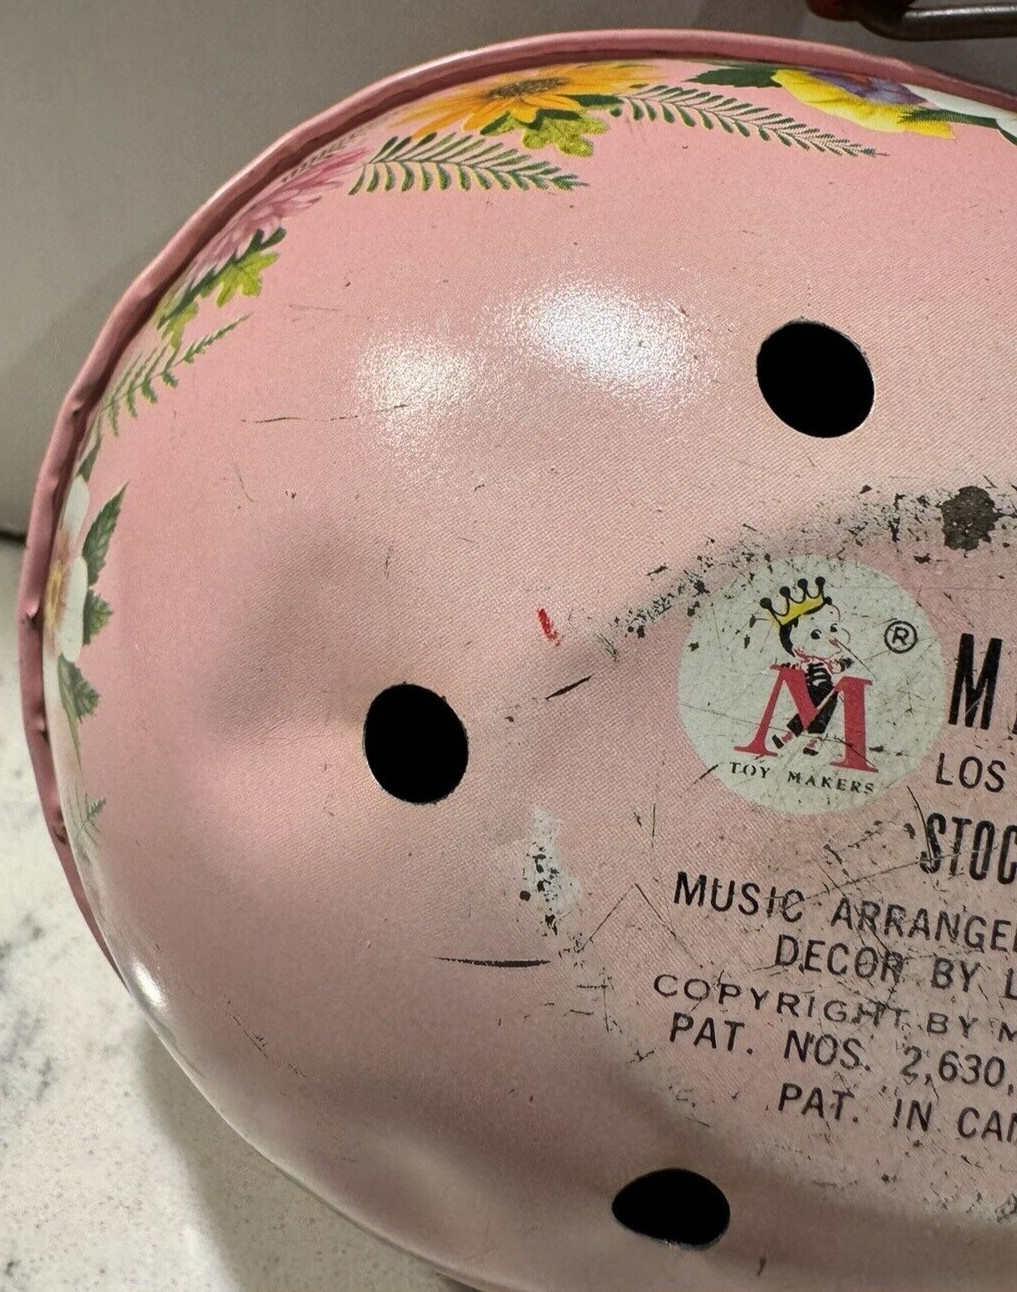 ®
M
TOY MAKERS
M
LOS
STOC
MUSIC ARRANGE
DECOR BY L
COPYRIGHT BY M
PAT. NOS. 2,630,
PAT. IN CAN